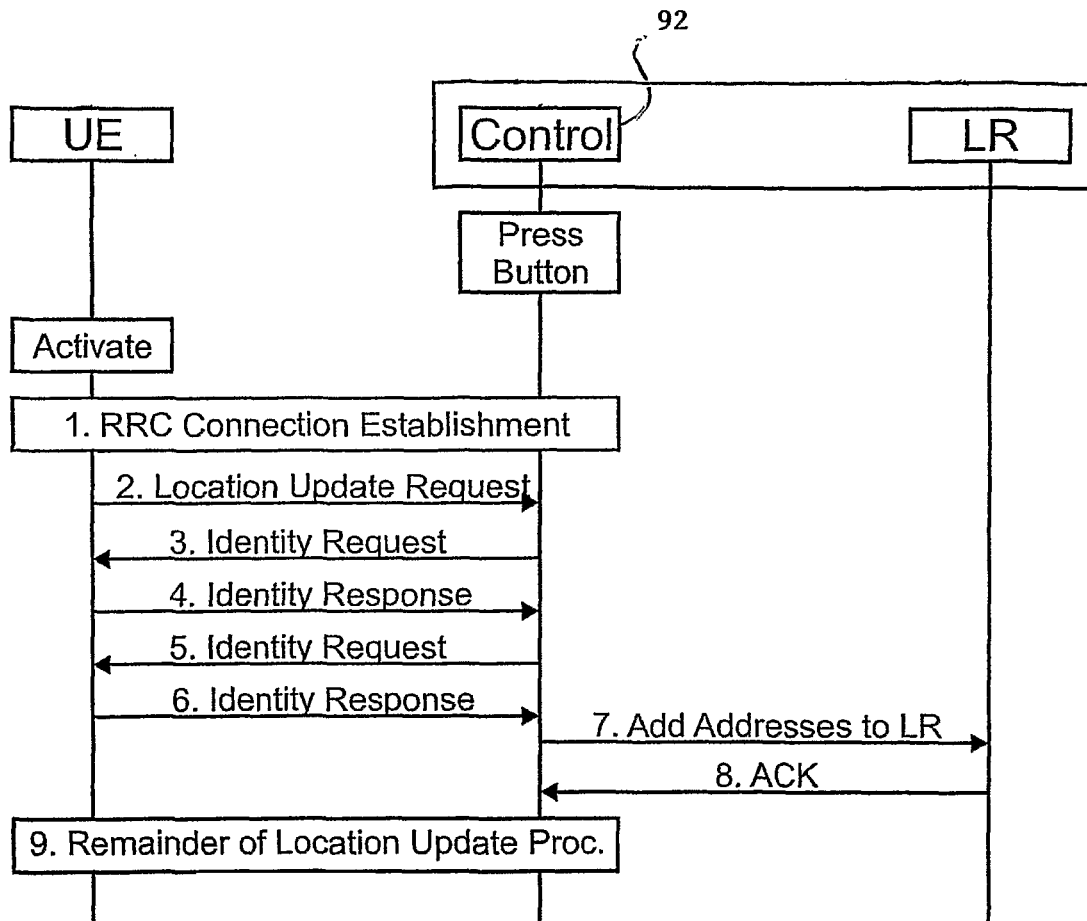 92
UE
Control
LR
Press
Button
Activate
1. RRC Connection Establishment
2. Location Update Request
3. Identity Request
4. Identity Response
5. Identity Request
6. Identity Response
7. Add Addresses to LR
8. ACK
9. Remainder of Location Update Proc.